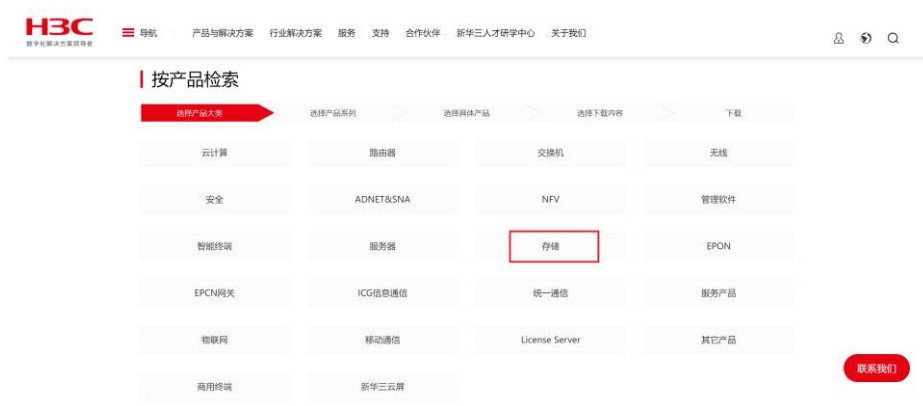 H3C
数字化解决方案领导者
导航 产品与解决方案 行业解决方案 服务 支持 合作伙伴 新华三人才研学中心 关于我们
按产品检索
选择产品大类 选择产品系列 选择具体产品 选择下载内容 下载
云计算 路由器 交换机 无线
安全 ADNET&SNA NFV 管理软件
智能终端 服务器 存储 EPON
EPCN网关 ICG信息通信 统一通信 服务产品
物联网 移动通信 License Server 其它产品
联系我们
商用终端 新华三云屏